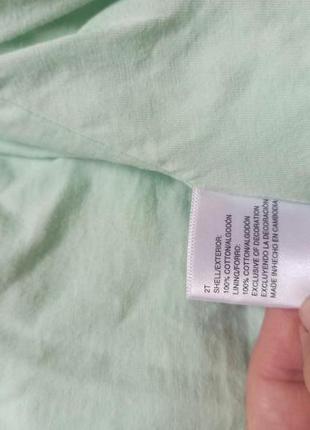 2T
SHELL/EXTERIOR:
100% COTTON/ALGODÓN
LINING/FORRO:
100% COTTON/ALGODÓN
EXCLUSIVE OF DECORATION
EXCLUYENDO LA DECORACIÓN
MADE IN/HECHO EN CAMBODIA